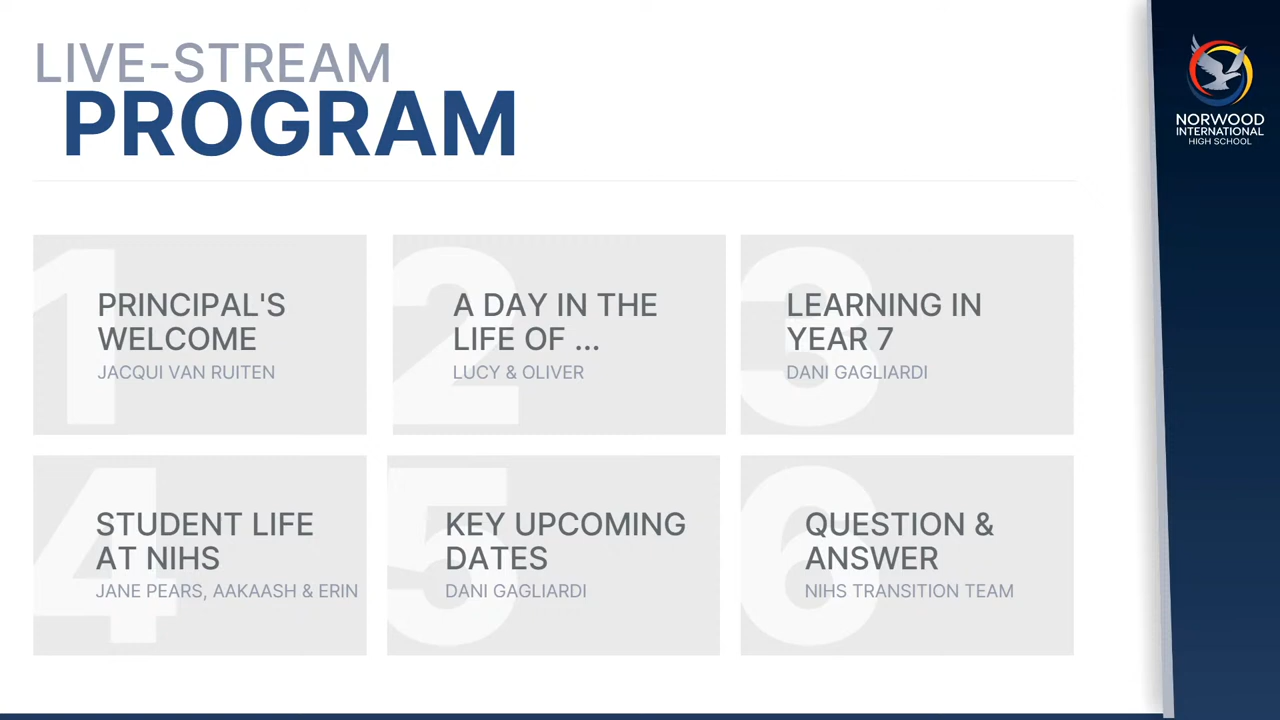 LIVE-STREAM
PROGRAM
NORWOOD
INTERNATIONAL
HIGH SCHOOL
1
PRINCIPAL'S
WELCOME
JACQUI VAN RUITEN
2
A DAY IN THE
LIFE OF ...
LUCY & OLIVER
3
LEARNING IN
YEAR 7
DANI GAGLIARDI
4
STUDENT LIFE
AT NIHS
JANE PEARS, AAKAASH & ERIN
5
KEY UPCOMING
DATES
DANI GAGLIARDI
6
QUESTION &
ANSWER
NIHS TRANSITION TEAM